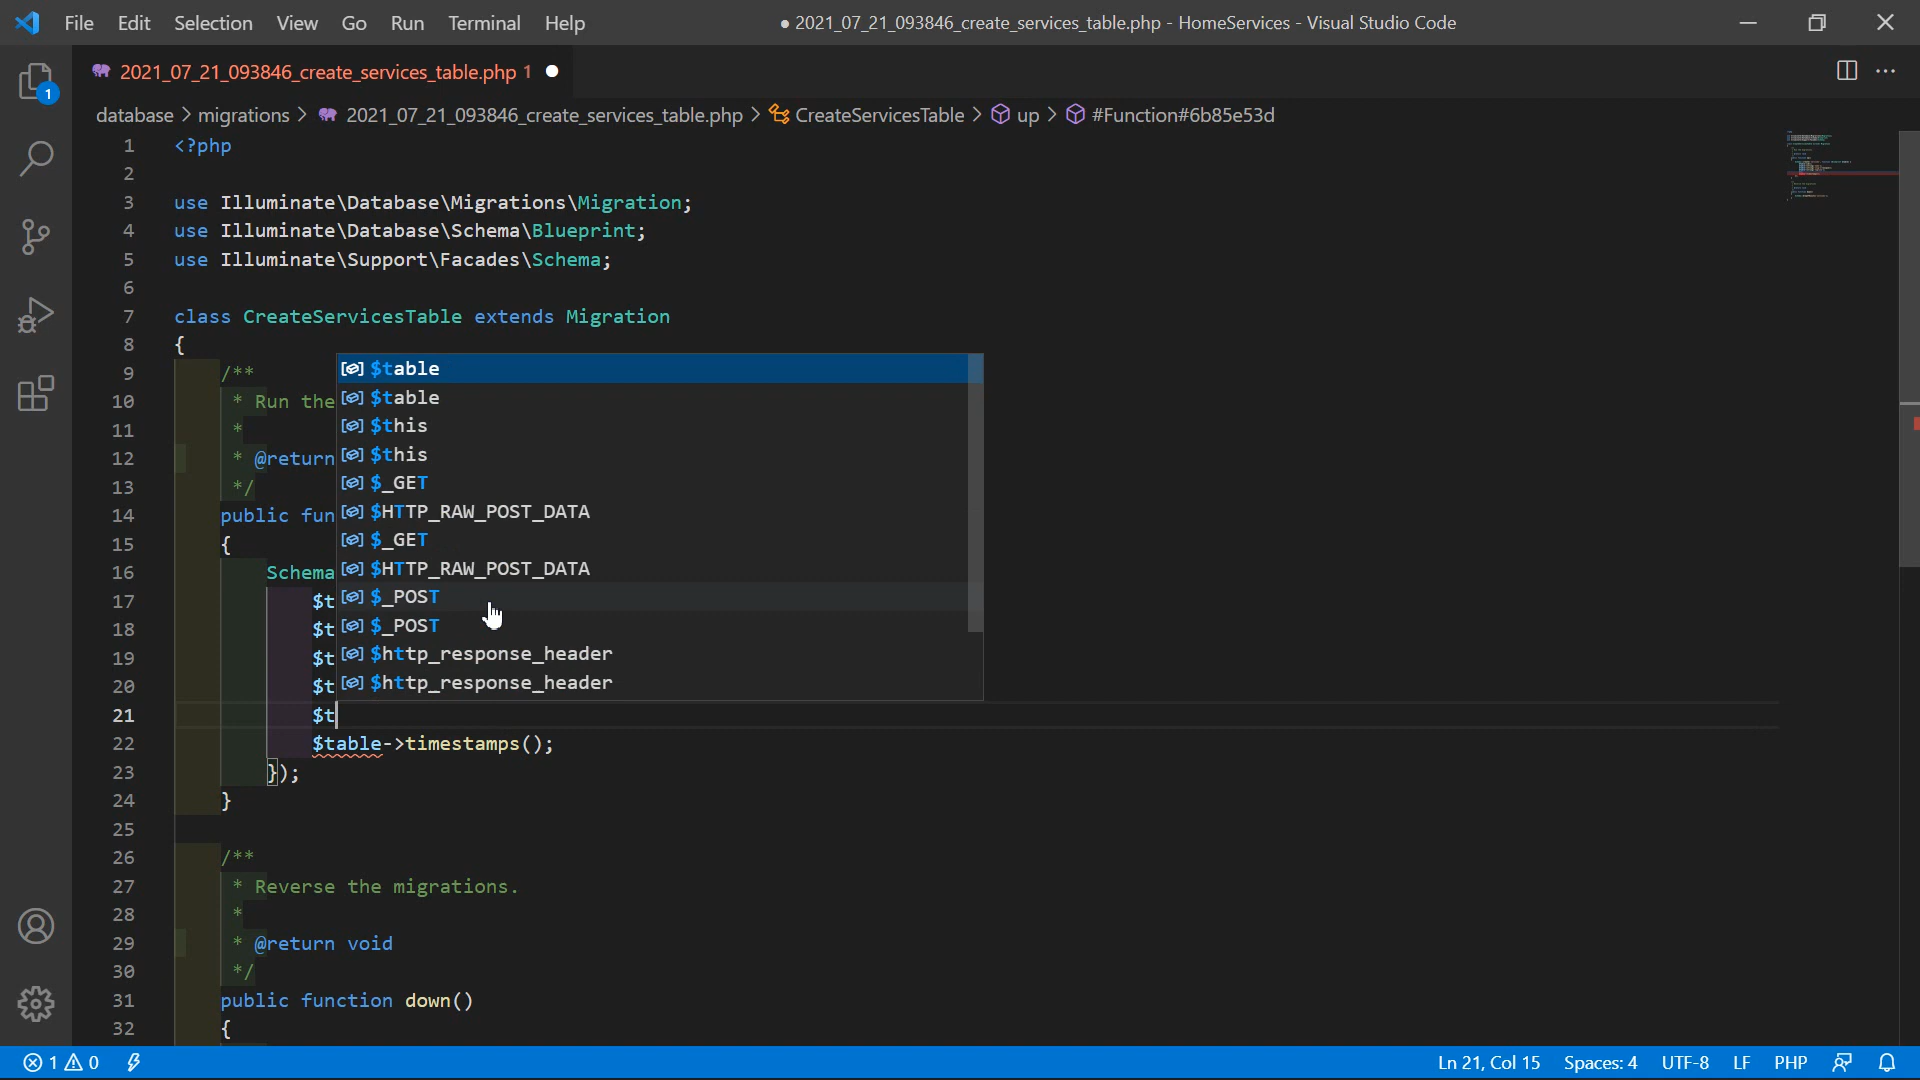 File Edit Selection View Go Run Terminal Help ● 2021_07_21_093846_create_services_table.php - HomeServices - Visual Studio Code
2021_07_21_093846_create_services_table.php 1
1
database > migrations > 2021_07_21_093846_create_services_table.php > CreateServicesTable > up > #Function#6b85e53d
1 <?php
2
3 use Illuminate\Database\Migrations\Migration;
4 use Illuminate\Database\Schema\Blueprint;
5 use Illuminate\Support\Facades\Schema;
6
7 class CreateServicesTable extends Migration
8 {
9 /**
10 * Run the
11 *
12 * @return
13 */
14 public fun
15 {
16 Schema
17 $t
18 $t
19 $t
20 $t
21 $t
22 $table->timestamps();
23 });
24 }
25
26 /**
27 * Reverse the migrations.
28 *
29 * @return void
30 */
31 public function down()
32 {
$table
$table
$this
$this
$_GET
$HTTP_RAW_POST_DATA
$_GET
$HTTP_RAW_POST_DATA
$_POST
$_POST
$http_response_header
$http_response_header
1 0 Ln 21, Col 15 Spaces: 4 UTF-8 LF PHP